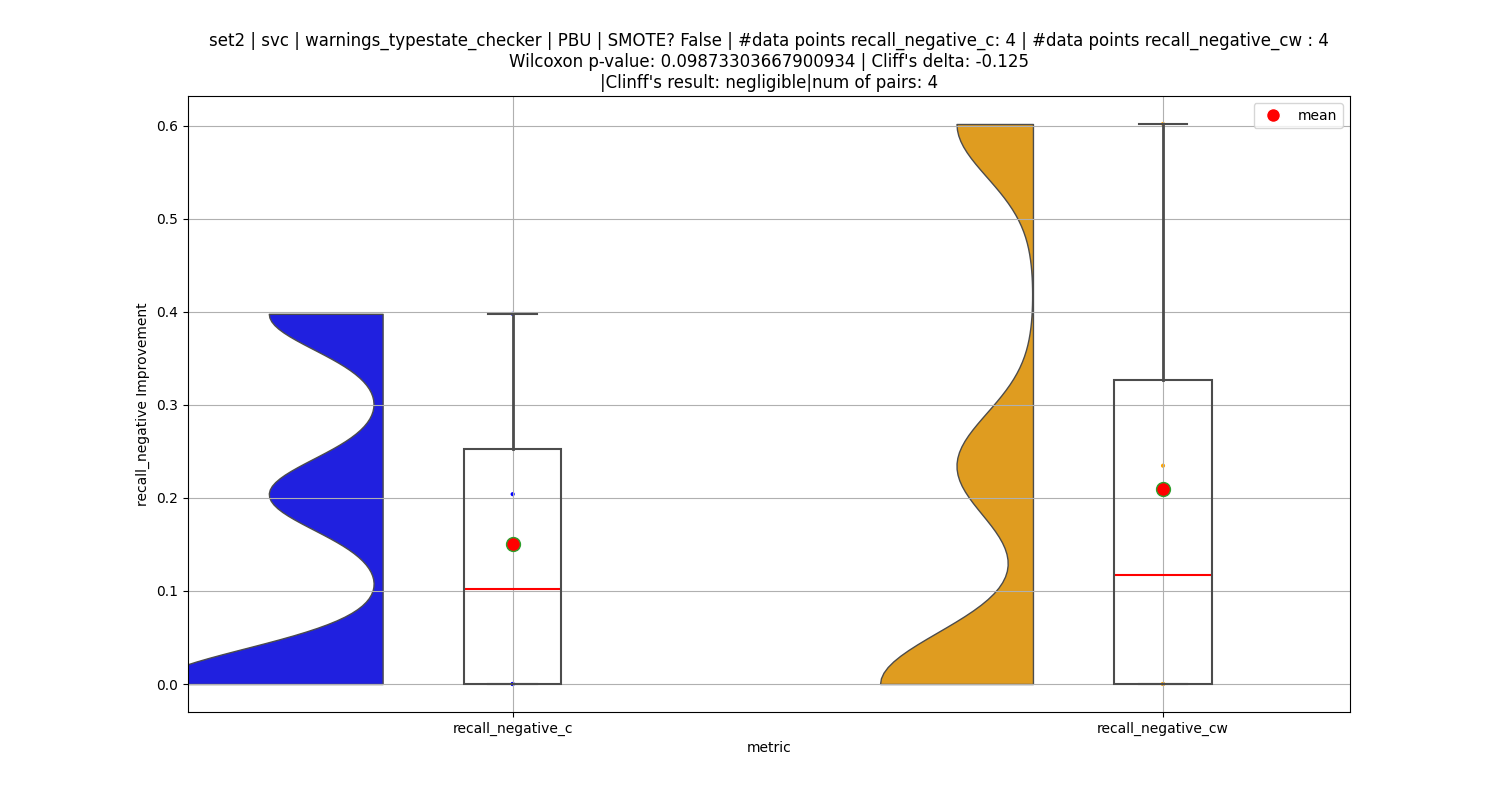 set2 | svc | warnings_typestate_checker | PBU | SMOTE? False | #data points recall_negative_c: 4 | #data points recall_negative_cw : 4
Wilcoxon p-value: 0.09873303667900934 | Cliff's delta: -0.125
|Clinff's result: negligible|num of pairs: 4
mean
0.6
0.5
0.4
0.3
0.2
0.1
0.0
recall_negative Improvement
recall_negative_c
recall_negative_cw
metric